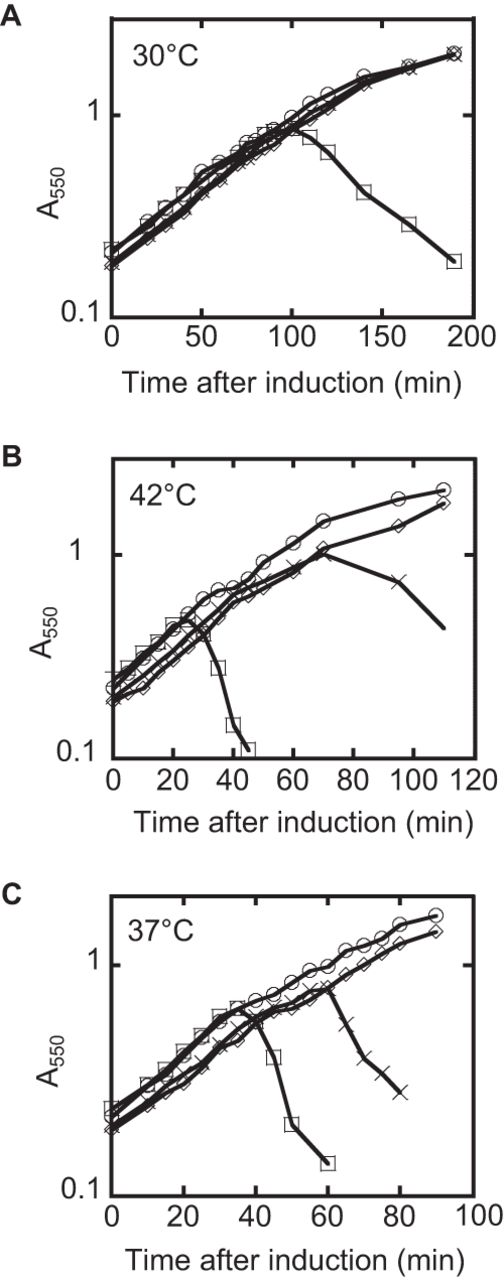 A
30°C
1
A550
0.1
0 50 100 150 200
Time after induction (min)
B
42°C
1
A550
0.1
0 20 40 60 80 100 120
Time after induction (min)
C
37°C
1
A550
0.1
0 20 40 60 80 100
Time after induction (min)